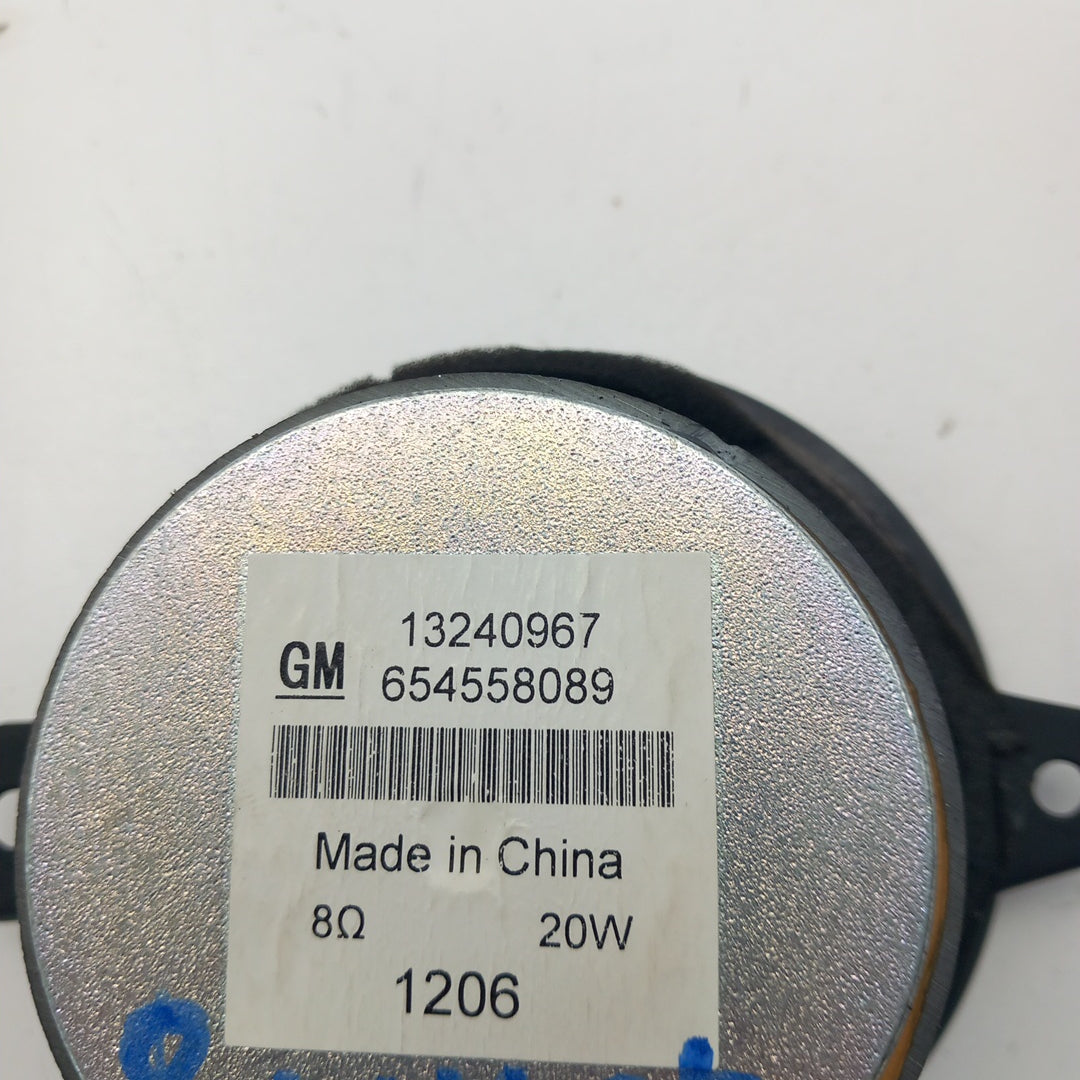 13240967
GM 654558089
Made in China
8Ω 20W
1206